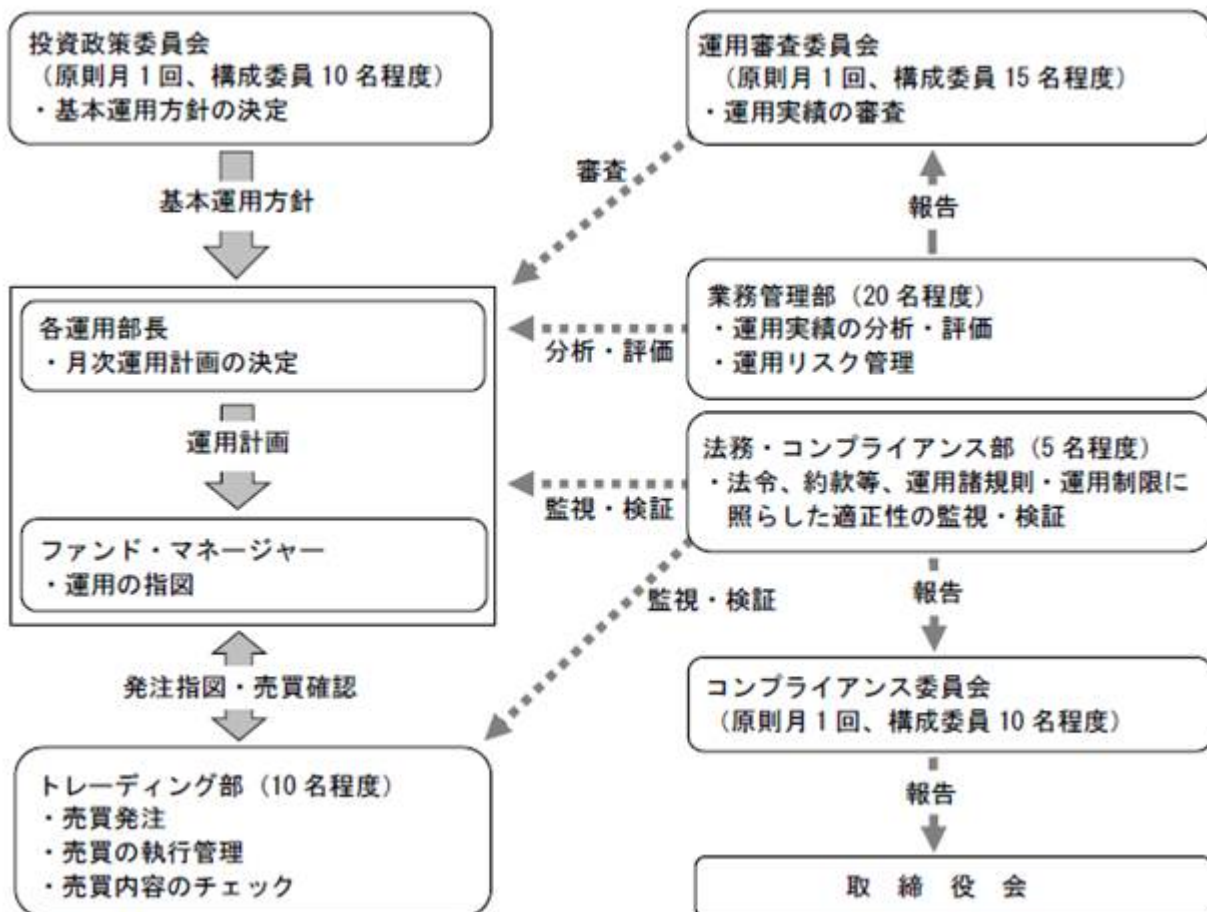 投資政策委員会
（原則月1回、構成委員10名程度）
・基本運用方針の決定
基本運用方針
各運用部長
・月次運用計画の決定
運用計画
ファンド・マネージャー
・運用の指図
発注指図・売買確認
トレーディング部（10名程度）
・売買発注
・売買の執行管理
・売買内容のチェック
運用審査委員会
（原則月1回、構成委員15名程度）
・運用実績の審査
審査
報告
業務管理部（20名程度）
・運用実績の分析・評価
・運用リスク管理
分析・評価
法務・コンプライアンス部（5名程度）
・法令、約款等、運用諸規則・運用制限に
照らした適正性の監視・検証
監視・検証
監視・検証
報告
コンプライアンス委員会
（原則月1回、構成委員10名程度）
報告
取締役会